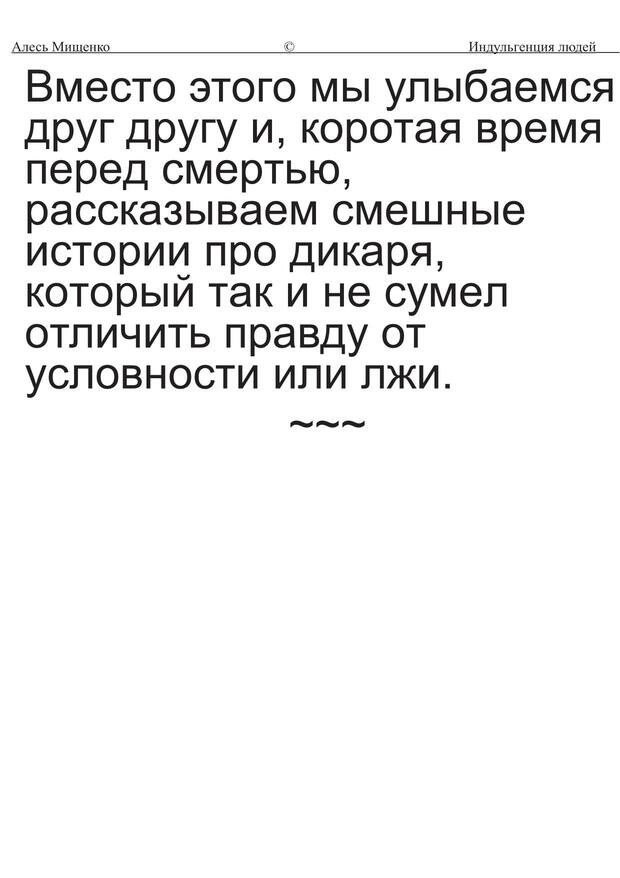 Алесь Мищенко © Индульгенция людей
Вместо этого мы улыбаемся
друг другу и, коротая время
перед смертью,
рассказываем смешные
истории про дикаря,
который так и не сумел
отличить правду от
условности или лжи.
~~~